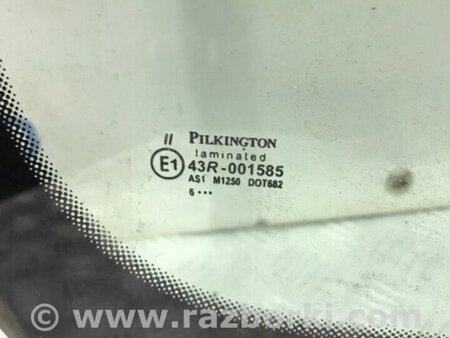 II PILKINGTON
laminated
E1 43R-001585
AS1 M1250 DOT682
6 ...
© www.razborki.com